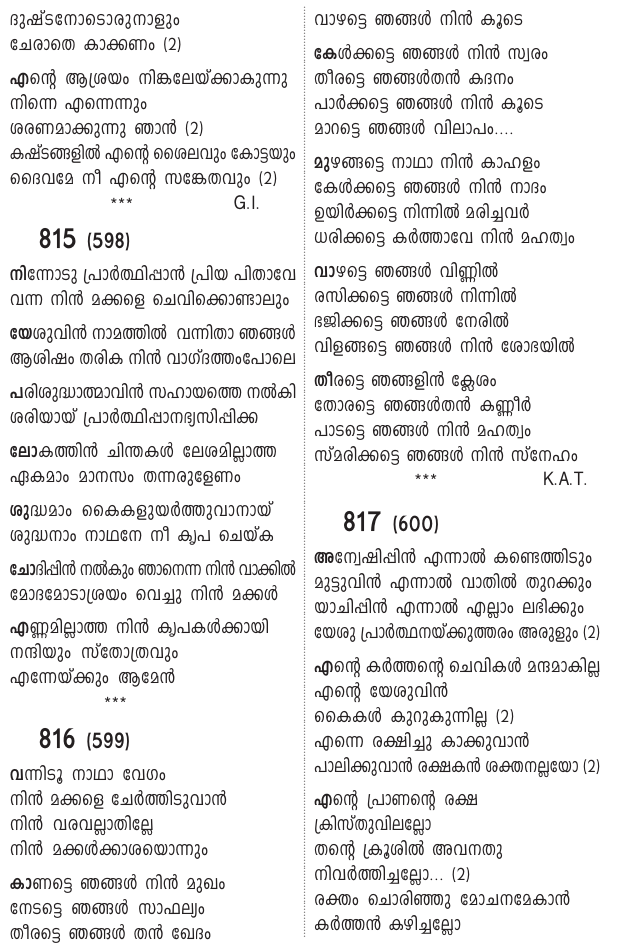 ദുഷ്ടനോടൊരുനാളും
ചേരാതെ കാക്കണം (2)
എന്റെ ആശ്രയം നിങ്കലേയ്ക്കാകുന്നു
നിന്നെ എന്നെന്നും
ശരണമാക്കുന്നു ഞാൻ (2)
കഷ്ടങ്ങളിൽ എന്റെ ശൈലവും കോട്ടയും
ദൈവമേ നീ എന്റെ സങ്കേതവും (2)
*** G.I.
815 (598)
നിന്നോടു പ്രാർത്ഥിപ്പാൻ പ്രിയ പിതാവേ
വന്ന നിൻ മക്കളെ ചെവിക്കൊണ്ടാലും
യേശുവിൻ നാമത്തിൽ വന്നിതാ ഞങ്ങൾ
ആശിഷം തരിക നിൻ വാഗ്ദത്തംപോലെ
പരിശുദ്ധാത്മാവിൻ സഹായത്തെ നൽകി
ശരിയായ് പ്രാർത്ഥിപ്പാനഭ്യസിപ്പിക്ക
ലോകത്തിൻ ചിന്തകൾ ലേശമില്ലാത്ത
ഏകമാം മാനസം തന്നരുളേണം
ശുദ്ധമാം കൈകളുയർത്തുവാനായ്
ശുദ്ധനാം നാഥനേ നീ കൃപ ചെയ്ക
ചോദിപ്പിൻ നൽകും ഞാനെന്ന നിൻ വാക്കിൽ
മോദമോടാശ്രയം വെച്ചു നിൻ മക്കൾ
എണ്ണമില്ലാത്ത നിൻ കൃപകൾക്കായി
നന്ദിയും സ്തോത്രവും
എന്നേയ്ക്കും ആമേൻ
***
816 (599)
വന്നിടൂ നാഥാ വേഗം
നിൻ മക്കളെ ചേർത്തിടുവാൻ
നിൻ വരവല്ലാതില്ലേ
നിൻ മക്കൾക്കാശയൊന്നും
കാണട്ടെ ഞങ്ങൾ നിൻ മുഖം
നേടട്ടെ ഞങ്ങൾ സാഫല്യം
തീരട്ടെ ഞങ്ങൾ തൻ ഖേദം
വാഴട്ടെ ഞങ്ങൾ നിൻ കൂടെ
കേൾക്കട്ടെ ഞങ്ങൾ നിൻ സ്വരം
തീരട്ടെ ഞങ്ങൾതൻ കദനം
പാർക്കട്ടെ ഞങ്ങൾ നിൻ കൂടെ
മാറട്ടെ ഞങ്ങൾ വിലാപം....
മുഴങ്ങട്ടെ നാഥാ നിൻ കാഹളം
കേൾക്കട്ടെ ഞങ്ങൾ നിൻ നാദം
ഉയിർക്കട്ടെ നിന്നിൽ മരിച്ചവർ
ധരിക്കട്ടെ കർത്താവേ നിൻ മഹത്വം
വാഴട്ടെ ഞങ്ങൾ വിണ്ണിൽ
രസിക്കട്ടെ ഞങ്ങൾ നിന്നിൽ
ഭജിക്കട്ടെ ഞങ്ങൾ നേരിൽ
വിളങ്ങട്ടെ ഞങ്ങൾ നിൻ ശോഭയിൽ
തീരട്ടെ ഞങ്ങളിൻ ക്ലേശം
തോരട്ടെ ഞങ്ങൾതൻ കണ്ണീർ
പാടട്ടെ ഞങ്ങൾ നിൻ മഹത്വം
സ്മരിക്കട്ടെ ഞങ്ങൾ നിൻ സ്നേഹം
*** K.A.T.
817 (600)
അന്വേഷിപ്പിൻ എന്നാൽ കണ്ടെത്തിടും
മുട്ടുവിൻ എന്നാൽ വാതിൽ തുറക്കും
യാചിപ്പിൻ എന്നാൽ എല്ലാം ലഭിക്കും
യേശു പ്രാർത്ഥനയ്ക്കുത്തരം അരുളും (2)
എന്റെ കർത്തന്റെ ചെവികൾ മന്ദമാകില്ല
എന്റെ യേശുവിൻ
കൈകൾ കുറുകുന്നില്ല (2)
എന്നെ രക്ഷിച്ചു കാക്കുവാൻ
പാലിക്കുവാൻ രക്ഷകൻ ശക്തനല്ലയോ (2)
എന്റെ പ്രാണന്റെ രക്ഷ
ക്രിസ്തുവിലല്ലോ
തന്റെ ക്രൂശിൽ അവനതു
നിവർത്തിച്ചല്ലോ... (2)
രക്തം ചൊരിഞ്ഞു മോചനമേകാൻ
കർത്തൻ കഴിച്ചല്ലോ